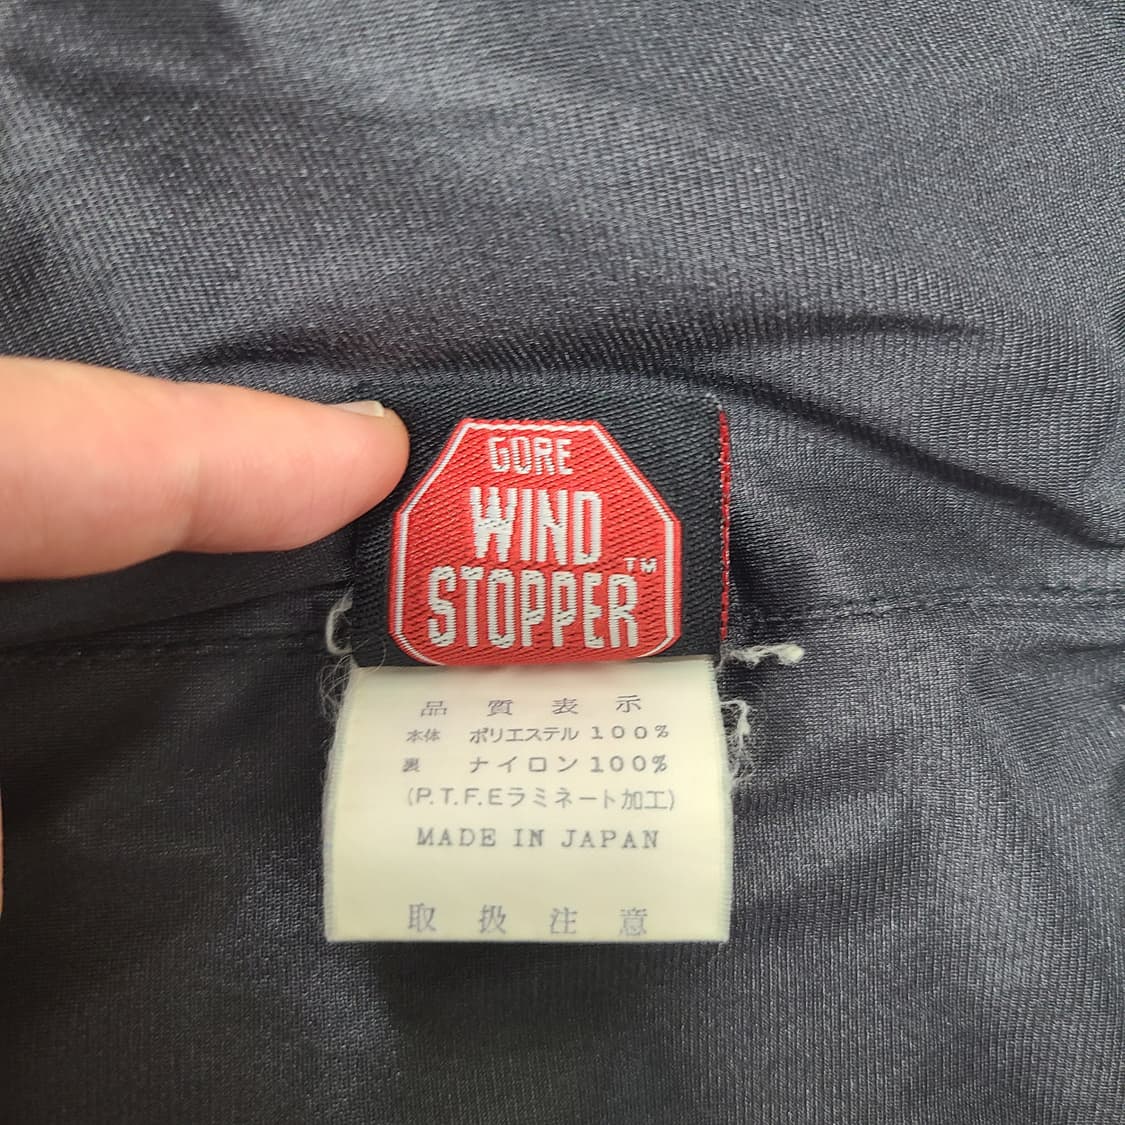 GORE
WIND
STOPPER™
品質表示
本体 ポリエステル100%
裏 ナイロン100%
(P.T.F.Eラミネート加工)
MADE IN JAPAN
取扱注意